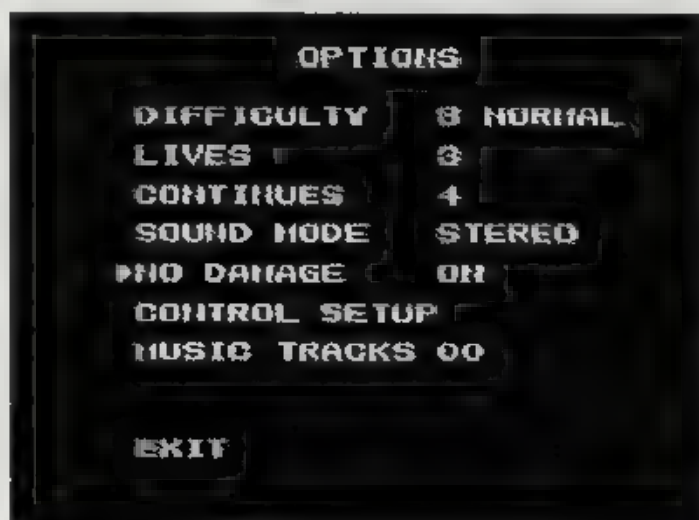 OPTIONS
DIFFICULTY 8 NORMAL
LIVES 3
CONTINUES 4
SOUND MODE STEREO
NO DAMAGE ON
CONTROL SETUP
MUSIC TRACKS 00
EXIT